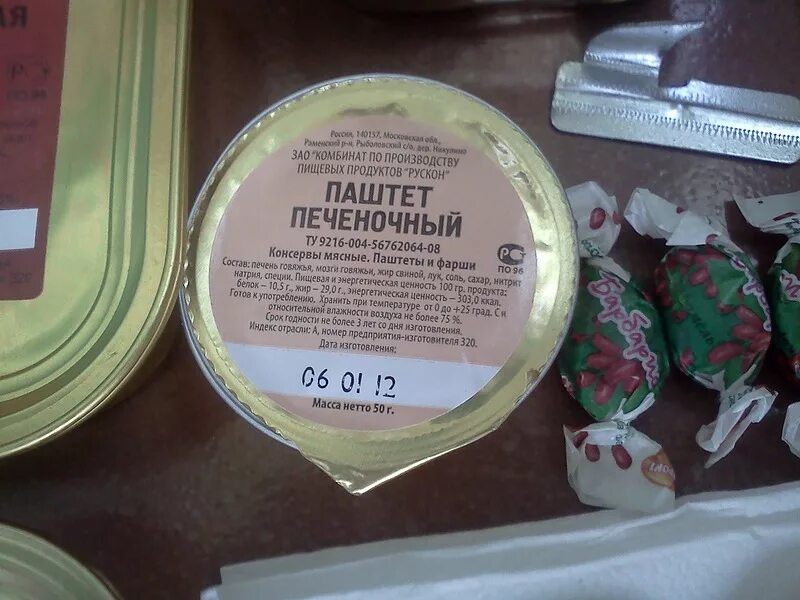 Россия, 140157, Московская обл.,
Раменский р-н, Рыболовский с/о, дер. Никулино
ЗАО "КОМБИНАТ ПО ПРОИЗВОДСТВУ
ПИЩЕВЫХ ПРОДУКТОВ "РУСКОН"
ПАШТЕТ
ПЕЧЕНОЧНЫЙ
ТУ 9216-004-56762064-08
Консервы мясные. Паштеты и фарши
РСТ
ПО 96
Состав: печень говяжья, мозги говяжьи, жир свиной, лук, соль, сахар, нитрит
натрия, специи. Пищевая и энергетическая ценность 100 гр. продукта:
белок – 10,5 г., жир – 29,0 г., энергетическая ценность – 303,0 ккал.
Готов к употреблению. Хранить при температуре от 0 до +25 град. С и
относительной влажности воздуха не более 75 %.
Срок годности не более 3 лет со дня изготовления.
Индекс отрасли: А, номер предприятия-изготовителя 320.
Дата изготовления:
06 01 12
Масса нетто 50 г.
АЯ
Барбарис